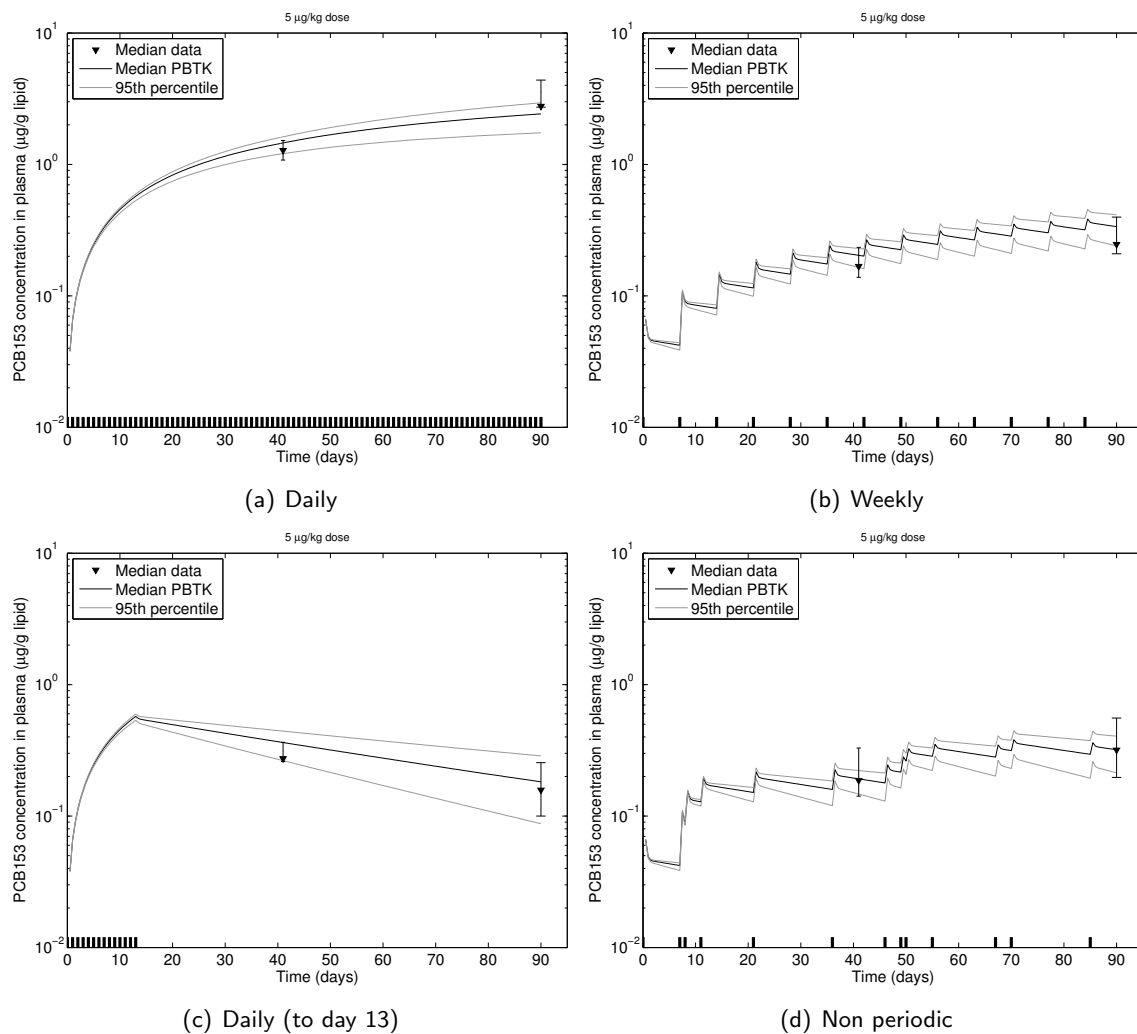 5 μg/kg dose
PCB153 concentration in plasma (μg/g lipid)
10^1
10^0
10^-1
10^-2
Median data
Median PBTK
95th percentile
0 10 20 30 40 50 60 70 80 90
Time (days)
(a) Daily
5 μg/kg dose
PCB153 concentration in plasma (μg/g lipid)
10^1
10^0
10^-1
10^-2
Median data
Median PBTK
95th percentile
0 10 20 30 40 50 60 70 80 90
Time (days)
(b) Weekly
5 μg/kg dose
PCB153 concentration in plasma (μg/g lipid)
10^1
10^0
10^-1
10^-2
Median data
Median PBTK
95th percentile
0 10 20 30 40 50 60 70 80 90
Time (days)
(c) Daily (to day 13)
5 μg/kg dose
PCB153 concentration in plasma (μg/g lipid)
10^1
10^0
10^-1
10^-2
Median data
Median PBTK
95th percentile
0 10 20 30 40 50 60 70 80 90
Time (days)
(d) Non periodic